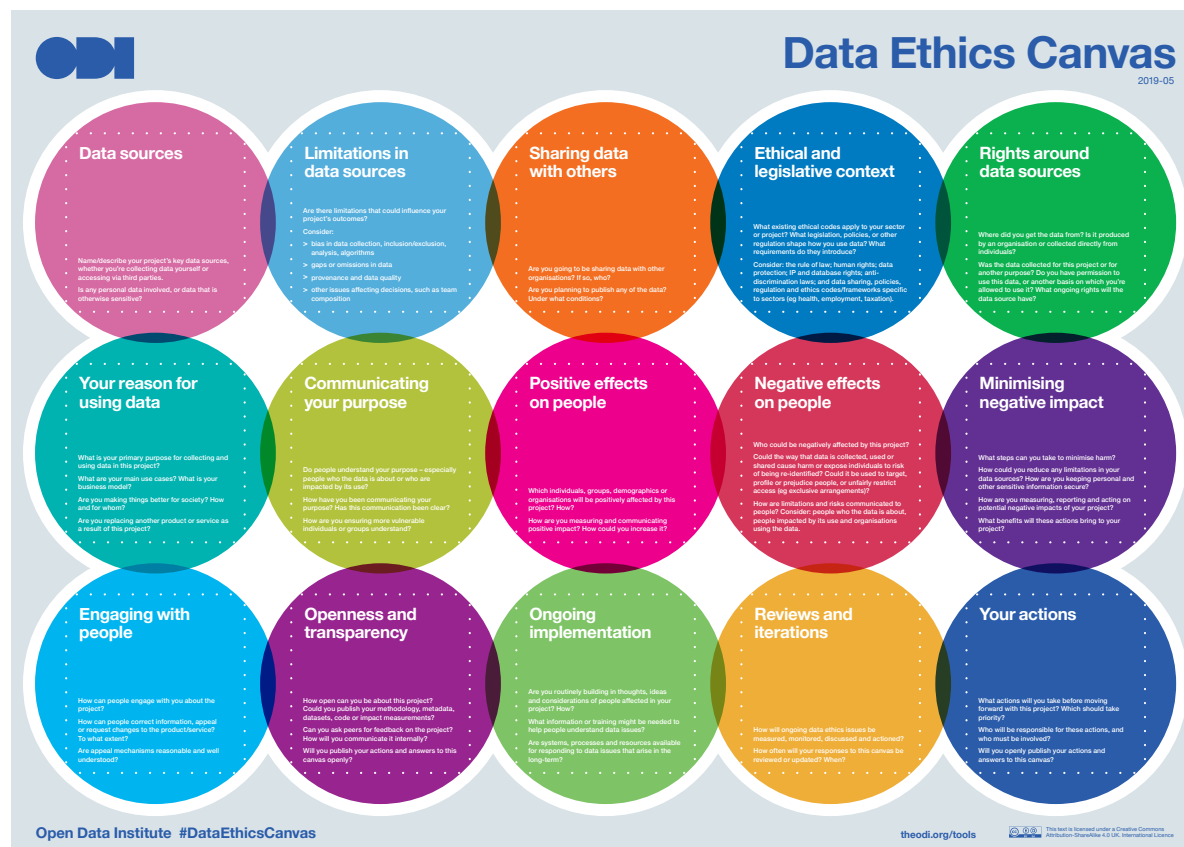 ODI
Data Ethics Canvas
2019-05
Data sources
Name/describe your project's key data sources,
whether you're collecting data yourself or
accessing via third parties.
Is any personal data involved, or data that is
otherwise sensitive?
Limitations in
data sources
Are there limitations that could influence your
project's outcomes?
Consider:
> bias in data collection, inclusion/exclusion,
analysis, algorithms
> gaps or omissions in data
> provenance and data quality
> other issues affecting decisions, such as team
composition
Sharing data
with others
Are you going to be sharing data with other
organisations? If so, who?
Are you planning to publish any of the data?
Under what conditions?
Ethical and
legislative context
What existing ethical codes apply to your sector
or project? What legislation, policies, or other
regulation shape how you use data? What
requirements do they introduce?
Consider: the rule of law; human rights; data
protection; IP and database rights; anti-
discrimination laws; and data sharing, policies,
regulation and ethics codes/frameworks specific
to sectors (eg health, employment, taxation).
Rights around
data sources
Where did you get the data from? Is it produced
by an organisation or collected directly from
individuals?
Was the data collected for this project or for
another purpose? Do you have permission to
use this data, or another basis on which you're
allowed to use it? What ongoing rights will the
data source have?
Your reason for
using data
What is your primary purpose for collecting and
using data in this project?
What are your main use cases? What is your
business model?
Are you making things better for society? How
and for whom?
Are you replacing another product or service as
a result of this project?
Communicating
your purpose
Do people understand your purpose – especially
people who the data is about or who are
impacted by its use?
How have you been communicating your
purpose? Has this communication been clear?
How are you ensuring more vulnerable
individuals or groups understand?
Positive effects
on people
Which individuals, groups, demographics or
organisations will be positively affected by this
project? How?
How are you measuring and communicating
positive impact? How could you increase it?
Negative effects
on people
Who could be negatively affected by this project?
Could the way that data is collected, used or
shared cause harm or expose individuals to risk
of being re-identified? Could it be used to target,
profile or prejudice people, or unfairly restrict
access (eg exclusive arrangements)?
How are limitations and risks communicated to
people? Consider: people who the data is about,
people impacted by its use and organisations
using the data.
Minimising
negative impact
What steps can you take to minimise harm?
How could you reduce any limitations in your
data sources? How are you keeping personal and
other sensitive information secure?
How are you measuring, reporting and acting on
potential negative impacts of your project?
What benefits will these actions bring to your
project?
Engaging with
people
How can people engage with you about the
project?
How can people correct information, appeal
or request changes to the product/service?
To what extent?
Are appeal mechanisms reasonable and well
understood?
Openness and
transparency
How open can you be about this project?
Could you publish your methodology, metadata,
datasets, code or impact measurements?
Can you ask peers for feedback on the project?
How will you communicate it internally?
Will you publish your actions and answers to this
canvas openly?
Ongoing
implementation
Are you routinely building in thoughts, ideas
and considerations of people affected in your
project? How?
What information or training might be needed to
help people understand data issues?
Are systems, processes and resources available
for responding to data issues that arise in the
long-term?
Reviews and
iterations
How will ongoing data ethics issues be
measured, monitored, discussed and actioned?
How often will your responses to this canvas be
reviewed or updated? When?
Your actions
What actions will you take before moving
forward with this project? Which should take
priority?
Who will be responsible for these actions, and
who must be involved?
Will you openly publish your actions and
answers to this canvas?
Open Data Institute #DataEthicsCanvas
theodi.org/tools
This text is licensed under a Creative Commons
Attribution-ShareAlike 4.0 UK. International Licence